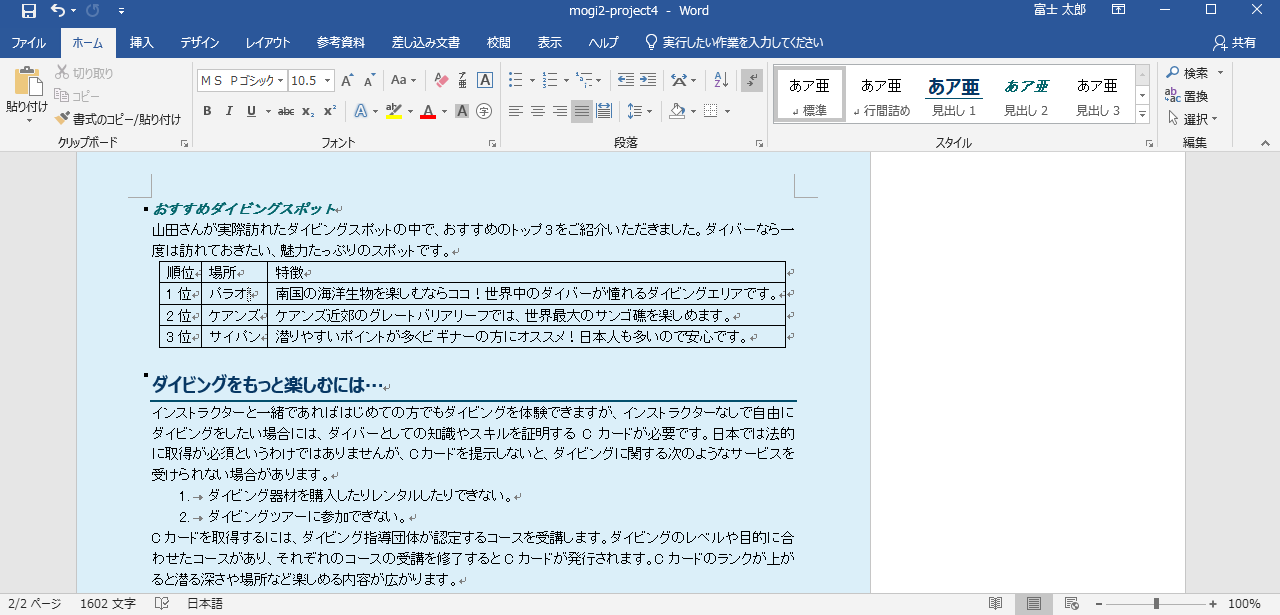 mogi2-project4 - Word
富士 太郎
ファイル ホーム 挿入 デザイン レイアウト 参考資料 差し込み文書 校閲 表示 ヘルプ 実行したい作業を入力してください 共有
貼り付け
切り取り
コピー
書式のコピー/貼り付け
クリップボード
ＭＳ Ｐゴシック 10.5
フォント
段落
あア亜 あア亜 あア亜 あア亜 あア亜
標準 行間詰め 見出し 1 見出し 2 見出し 3
スタイル
検索
置換
選択
編集
おすすめダイビングスポット
山田さんが実際訪れたダイビングスポットの中で、おすすめのトップ３をご紹介いただきました。ダイバーなら一
度は訪れておきたい、魅力たっぷりのスポットです。
順位 場所 特徴
1 位 パラオ 南国の海洋生物を楽しむならココ！世界中のダイバーが憧れるダイビングエリアです。
2 位 ケアンズ ケアンズ近郊のグレートバリアリーフでは、世界最大のサンゴ礁を楽しめます。
3 位 サイパン 潜りやすいポイントが多くビギナーの方にオススメ！日本人も多いので安心です。
ダイビングをもっと楽しむには…
インストラクターと一緒であればはじめての方でもダイビングを体験できますが、インストラクターなしで自由に
ダイビングをしたい場合には、ダイバーとしての知識やスキルを証明する C カードが必要です。日本では法的
に取得が必須というわけではありませんが、Cカードを提示しないと、ダイビングに関する次のようなサービスを
受けられない場合があります。
1. ダイビング器材を購入したりレンタルしたりできない。
2. ダイビングツアーに参加できない。
Cカードを取得するには、ダイビング指導団体が認定するコースを受講します。ダイビングのレベルや目的に合
わせたコースがあり、それぞれのコースの受講を修了するとCカードが発行されます。Cカードのランクが上が
ると潜る深さや場所など楽しめる内容が広がります。
2/2 ページ 1602 文字 日本語 100%